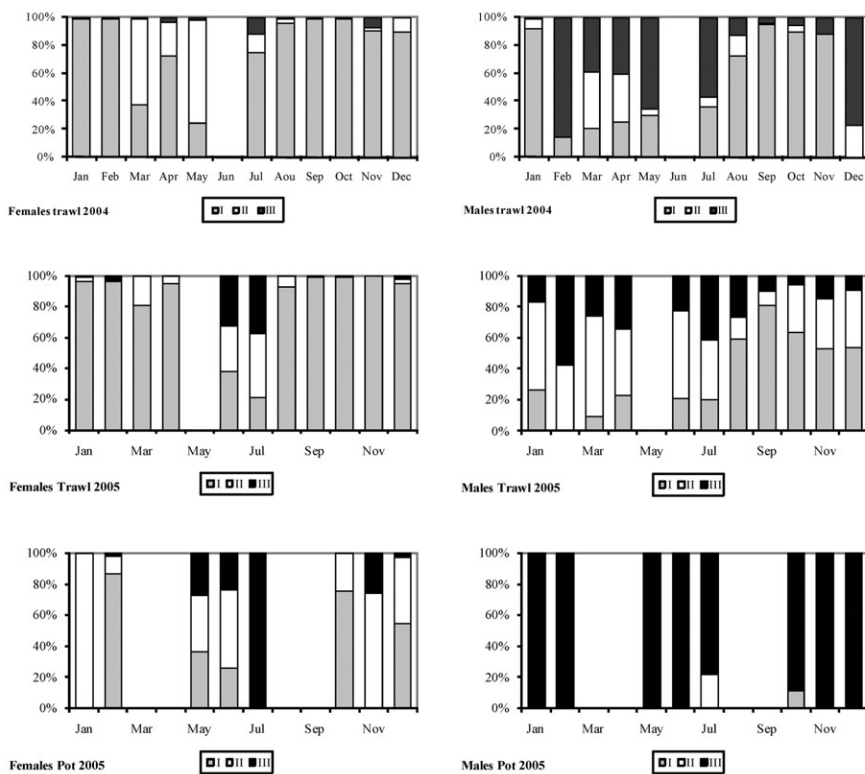 100%
80%
60%
40%
20%
0%
Jan Feb Mar Apr May Jun Jul Aou Sep Oct Nov Dec
Females trawl 2004
I II III
100%
80%
60%
40%
20%
0%
Jan Feb Mar Apr May Jun Jul Aou Sep Oct Nov Dec
Males trawl 2004
I II III
100%
80%
60%
40%
20%
0%
Jan Mar May Jul Sep Nov
Females Trawl 2005
I II III
100%
80%
60%
40%
20%
0%
Jan Mar May Jul Sep Nov
Males Trawl 2005
I II III
100%
80%
60%
40%
20%
0%
Jan Mar May Jul Sep Nov
Females Pot 2005
I II III
100%
80%
60%
40%
20%
0%
Jan Mar May Jul Sep Nov
Males Pot 2005
I II III